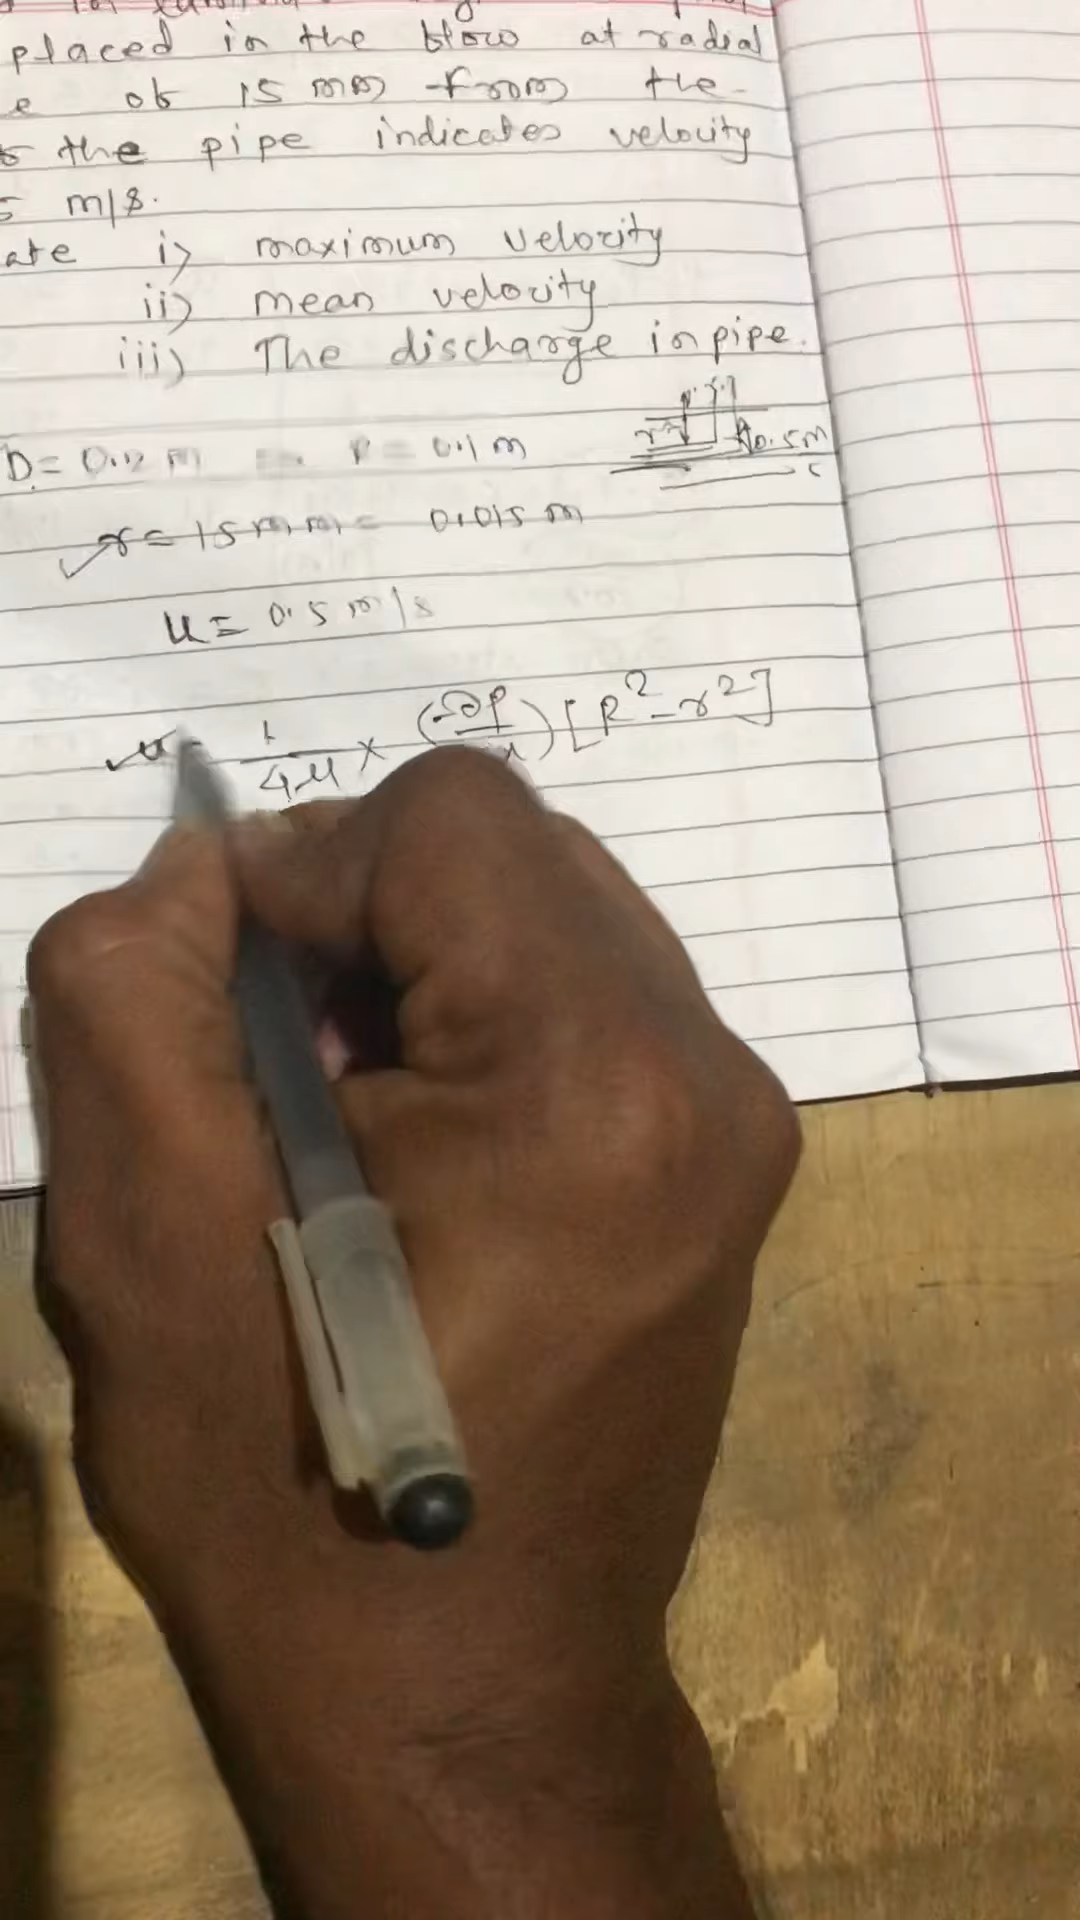 placed in the flow at radial
e of 15 mm from the
the pipe indicates velocity
m/s.
ate i) maximum velocity
ii) mean velocity
iii) The discharge in pipe.
D = 0.2 m R = 0.1 m
r = 15 mm = 0.015 m
u = 0.5 m/s
u = 1/4μ × (-∂p/∂x) [R² - r²]